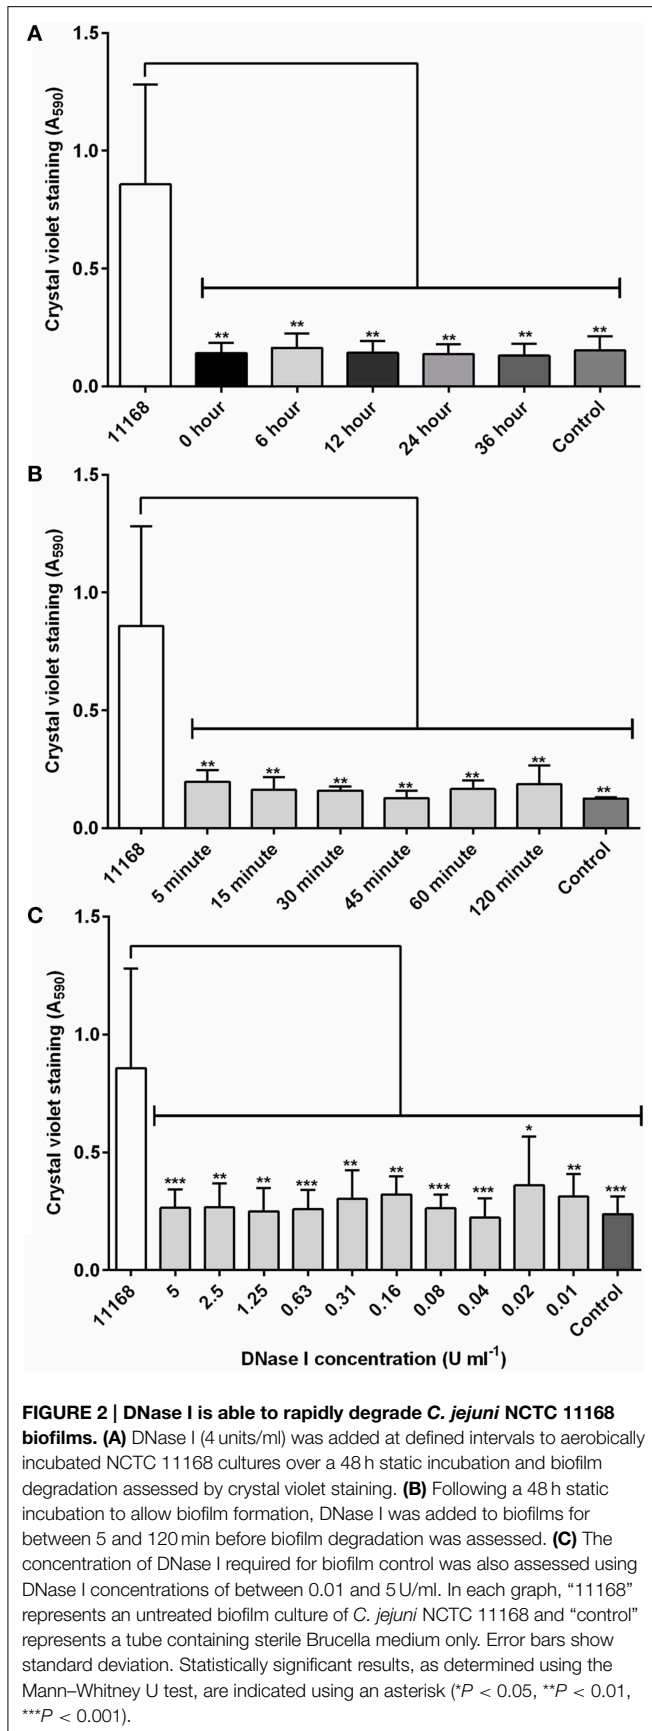 A
1.5
1.0
0.5
0.0
Crystal violet staining (A590)
**
**
**
**
**
**
11168
0 hour
6 hour
12 hour
24 hour
36 hour
Control
B
1.5
1.0
0.5
0.0
Crystal violet staining (A590)
**
**
**
**
**
**
**
11168
5 minute
15 minute
30 minute
45 minute
60 minute
120 minute
Control
C
1.5
1.0
0.5
0.0
Crystal violet staining (A590)
***
**
**
***
**
**
***
***
*
**
***
11168
5
2.5
1.25
0.63
0.31
0.16
0.08
0.04
0.02
0.01
Control
DNase I concentration (U ml-1)
FIGURE 2 | DNase I is able to rapidly degrade C. jejuni NCTC 11168
biofilms. (A) DNase I (4 units/ml) was added at defined intervals to aerobically
incubated NCTC 11168 cultures over a 48 h static incubation and biofilm
degradation assessed by crystal violet staining. (B) Following a 48 h static
incubation to allow biofilm formation, DNase I was added to biofilms for
between 5 and 120 min before biofilm degradation was assessed. (C) The
concentration of DNase I required for biofilm control was also assessed using
DNase I concentrations of between 0.01 and 5 U/ml. In each graph, “11168”
represents an untreated biofilm culture of C. jejuni NCTC 11168 and “control”
represents a tube containing sterile Brucella medium only. Error bars show
standard deviation. Statistically significant results, as determined using the
Mann–Whitney U test, are indicated using an asterisk (*P < 0.05, **P < 0.01,
***P < 0.001).